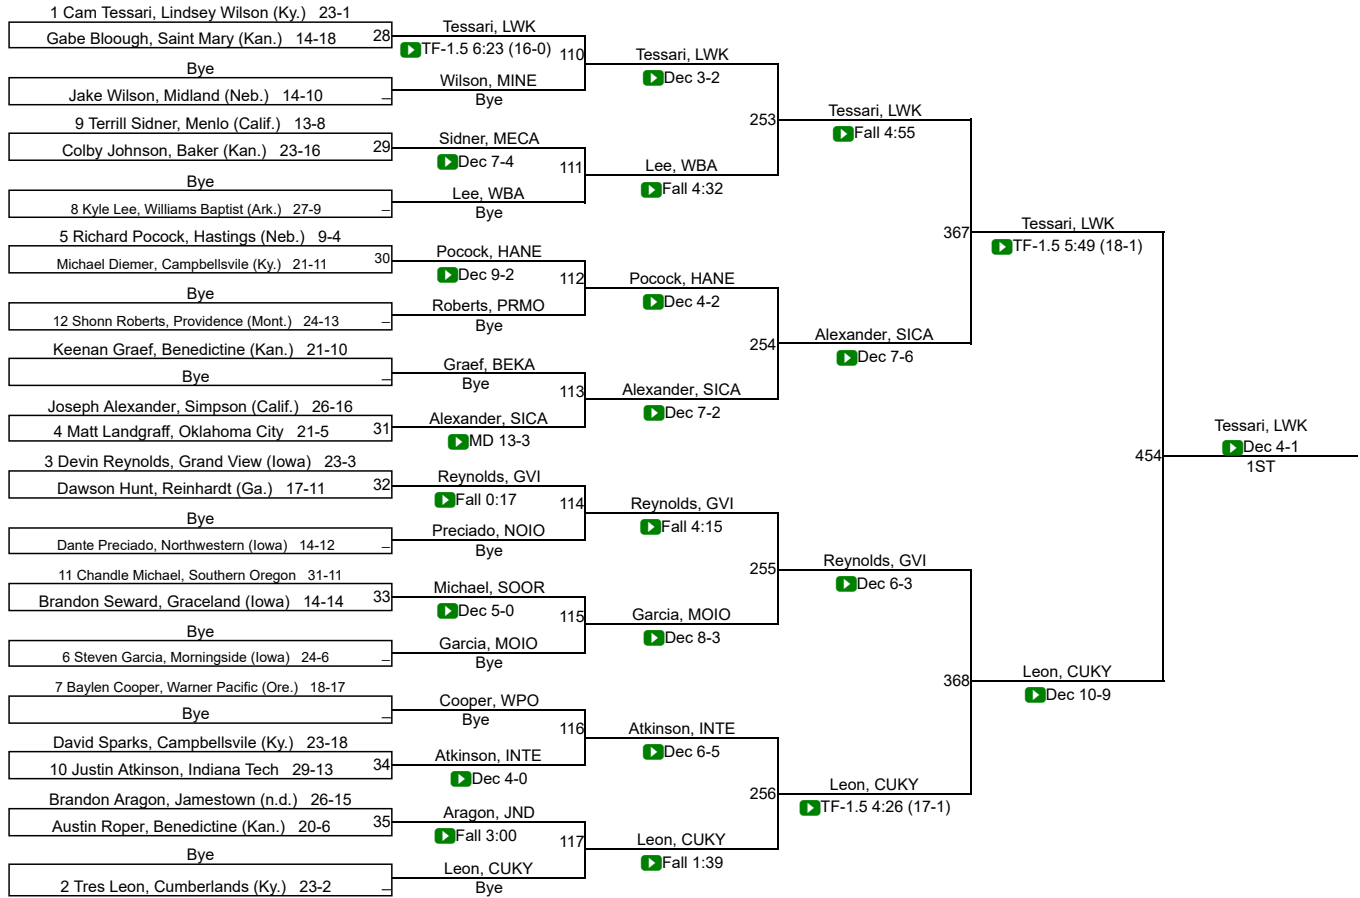 1 Cam Tessari, Lindsey Wilson (Ky.) 23-1
Gabe Bloough, Saint Mary (Kan.) 14-18
28
Bye
Jake Wilson, Midland (Neb.) 14-10
_
9 Terrill Sidner, Menlo (Calif.) 13-8
Colby Johnson, Baker (Kan.) 23-16
29
Bye
8 Kyle Lee, Williams Baptist (Ark.) 27-9
_
5 Richard Pocock, Hastings (Neb.) 9-4
Michael Diemer, Campbellsvile (Ky.) 21-11
30
Bye
12 Shonn Roberts, Providence (Mont.) 24-13
_
Keenan Graef, Benedictine (Kan.) 21-10
Bye
_
Joseph Alexander, Simpson (Calif.) 26-16
4 Matt Landgraff, Oklahoma City 21-5
31
3 Devin Reynolds, Grand View (Iowa) 23-3
Dawson Hunt, Reinhardt (Ga.) 17-11
32
Bye
Dante Preciado, Northwestern (Iowa) 14-12
_
11 Chandle Michael, Southern Oregon 31-11
Brandon Seward, Graceland (Iowa) 14-14
33
Bye
6 Steven Garcia, Morningside (Iowa) 24-6
_
7 Baylen Cooper, Warner Pacific (Ore.) 18-17
Bye
_
David Sparks, Campbellsvile (Ky.) 23-18
10 Justin Atkinson, Indiana Tech 29-13
34
Brandon Aragon, Jamestown (n.d.) 26-15
Austin Roper, Benedictine (Kan.) 20-6
35
Bye
2 Tres Leon, Cumberlands (Ky.) 23-2
_
Tessari, LWK
TF-1.5 6:23 (16-0)
110
Wilson, MINE
Bye
Sidner, MECA
Dec 7-4
111
Lee, WBA
Bye
Pocock, HANE
Dec 9-2
112
Roberts, PRMO
Bye
Graef, BEKA
Bye
113
Alexander, SICA
MD 13-3
Reynolds, GVI
Fall 0:17
114
Preciado, NOIO
Bye
Michael, SOOR
Dec 5-0
115
Garcia, MOIO
Bye
Cooper, WPO
Bye
116
Atkinson, INTE
Dec 4-0
Aragon, JND
Fall 3:00
117
Leon, CUKY
Bye
Tessari, LWK
Dec 3-2
253
Lee, WBA
Fall 4:32
Pocock, HANE
Dec 4-2
254
Alexander, SICA
Dec 7-2
Reynolds, GVI
Fall 4:15
255
Garcia, MOIO
Dec 8-3
Atkinson, INTE
Dec 6-5
256
Leon, CUKY
Fall 1:39
Tessari, LWK
Fall 4:55
367
Alexander, SICA
Dec 7-6
Reynolds, GVI
Dec 6-3
368
Leon, CUKY
TF-1.5 4:26 (17-1)
Tessari, LWK
TF-1.5 5:49 (18-1)
454
Leon, CUKY
Dec 10-9
Tessari, LWK
Dec 4-1
1ST